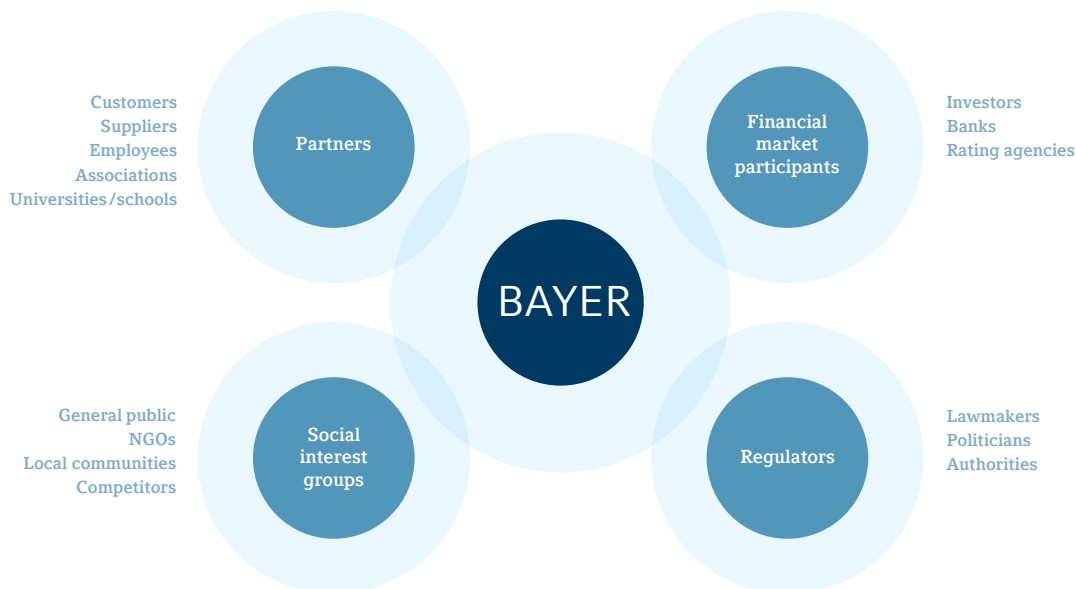 Customers
Suppliers
Employees
Associations
Universities/schools
Partners
Financial
market
participants
Investors
Banks
Rating agencies
BAYER
General public
NGOs
Local communities
Competitors
Social
interest
groups
Regulators
Lawmakers
Politicians
Authorities